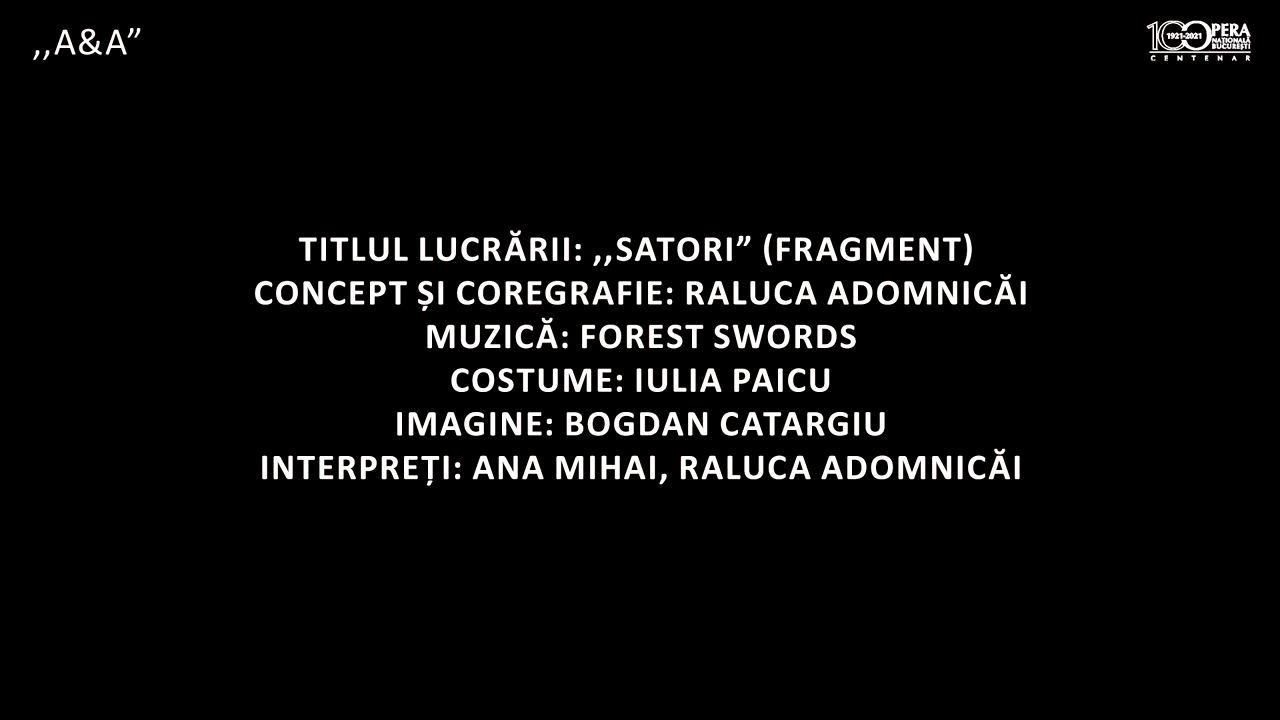 ,,A&A”
100 OPERA
1921-2021
NAȚIONALĂ
BUCUREȘTI
CENTENAR
TITLUL LUCRĂRII: ,,SATORI” (FRAGMENT)
CONCEPT ȘI COREGRAFIE: RALUCA ADOMNICĂI
MUZICĂ: FOREST SWORDS
COSTUME: IULIA PAICU
IMAGINE: BOGDAN CATARGIU
INTERPREȚI: ANA MIHAI, RALUCA ADOMNICĂI